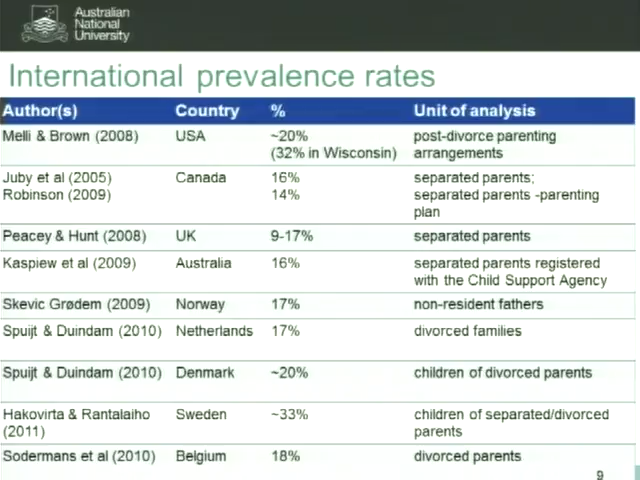 Australian
National
University
International prevalence rates
Author(s) Country % Unit of analysis
Melli & Brown (2008) USA ~20% post-divorce parenting
(32% in Wisconsin) arrangements
Juby et al (2005) Canada 16% separated parents;
Robinson (2009) 14% separated parents -parenting
plan
Peacey & Hunt (2008) UK 9-17% separated parents
Kaspiew et al (2009) Australia 16% separated parents registered
with the Child Support Agency
Skevic Grødem (2009) Norway 17% non-resident fathers
Spuijt & Duindam (2010) Netherlands 17% divorced families
Spuijt & Duindam (2010) Denmark ~20% children of divorced parents
Hakovirta & Rantalaiho Sweden ~33% children of separated/divorced
(2011) parents
Sodermans et al (2010) Belgium 18% divorced parents
9